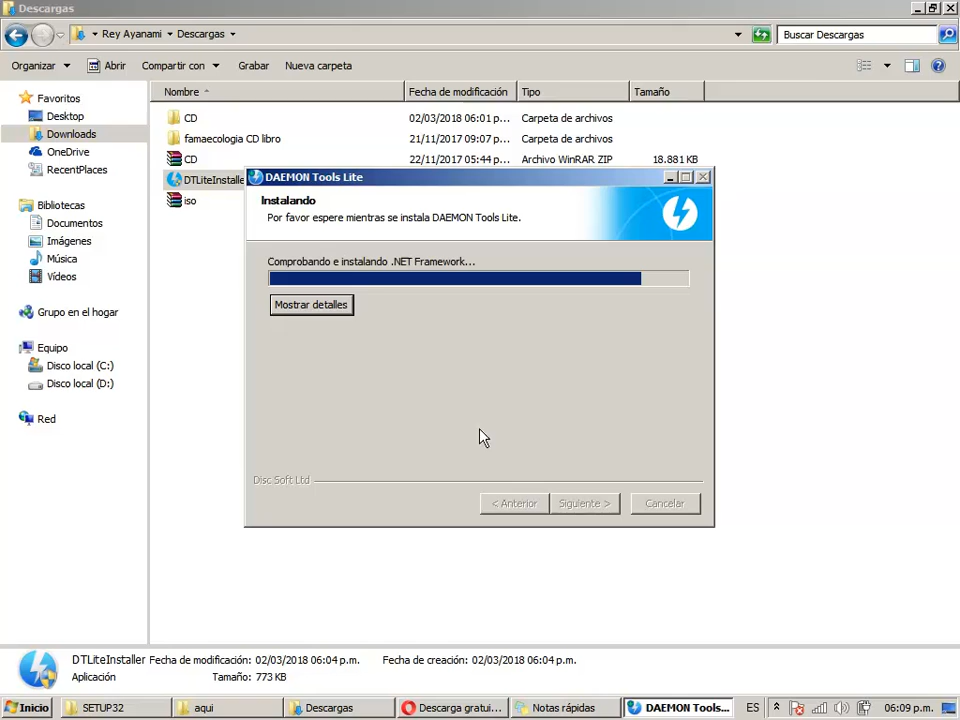 Descargas
Rey Ayanami
Descargas
Buscar Descargas
Organizar
Abrir
Compartir con
Grabar
Nueva carpeta
Nombre
Fecha de modificación
Tipo
Tamaño
Favoritos
Desktop
Downloads
OneDrive
RecentPlaces
Bibliotecas
Documentos
Imágenes
Música
Vídeos
Grupo en el hogar
Equipo
Disco local (C:)
Disco local (D:)
Red
CD 02/03/2018 06:01 p.m... Carpeta de archivos
famaecologia CD libro 21/11/2017 09:07 p... Carpeta de archivos
CD 22/11/2017 05:44 p... Archivo WinRAR ZIP 18.881 KB
DTLiteInstalle
iso
DAEMON Tools Lite
Instalando
Por favor espere mientras se instala DAEMON Tools Lite.
Comprobando e instalando .NET Framework...
Mostrar detalles
Disc Soft Ltd
< Anterior
Siguiente >
Cancelar
DTLiteInstaller Fecha de modificación: 02/03/2018 06:04 p.m. Fecha de creación: 02/03/2018 06:04 p.m.
Aplicación Tamaño: 773 KB
Inicio
SETUP32
aqui
Descargas
Descarga gratui...
Notas rápidas
DAEMON Tools...
ES
06:09 p.m.